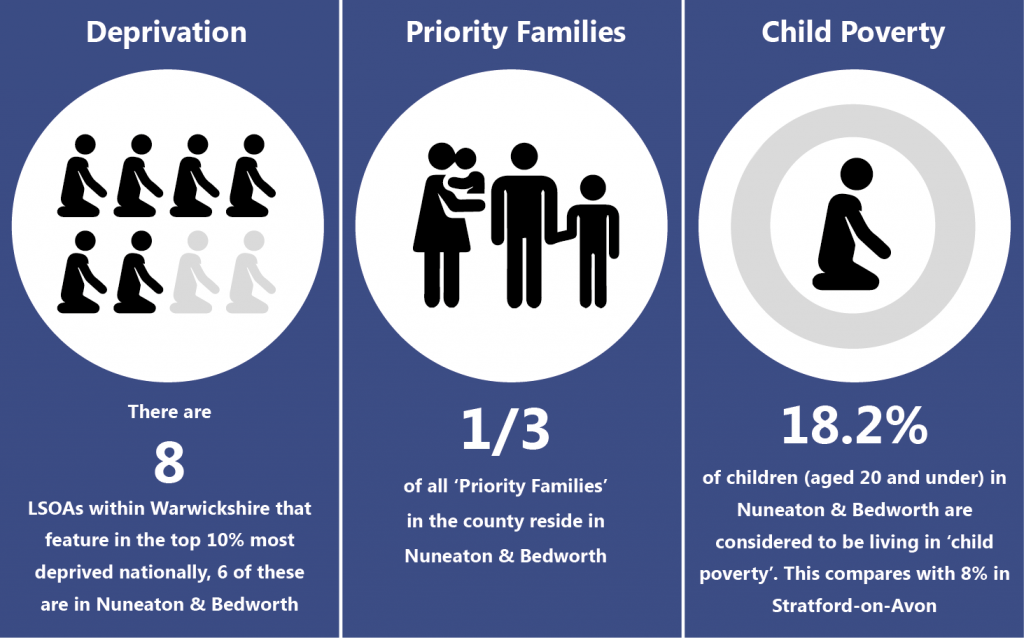 Deprivation
There are
8
LSOAs within Warwickshire that
feature in the top 10% most
deprived nationally, 6 of these
are in Nuneaton & Bedworth
Priority Families
1/3
of all ‘Priority Families’
in the county reside in
Nuneaton & Bedworth
Child Poverty
18.2%
of children (aged 20 and under) in
Nuneaton & Bedworth are
considered to be living in ‘child
poverty’. This compares with 8% in
Stratford-on-Avon